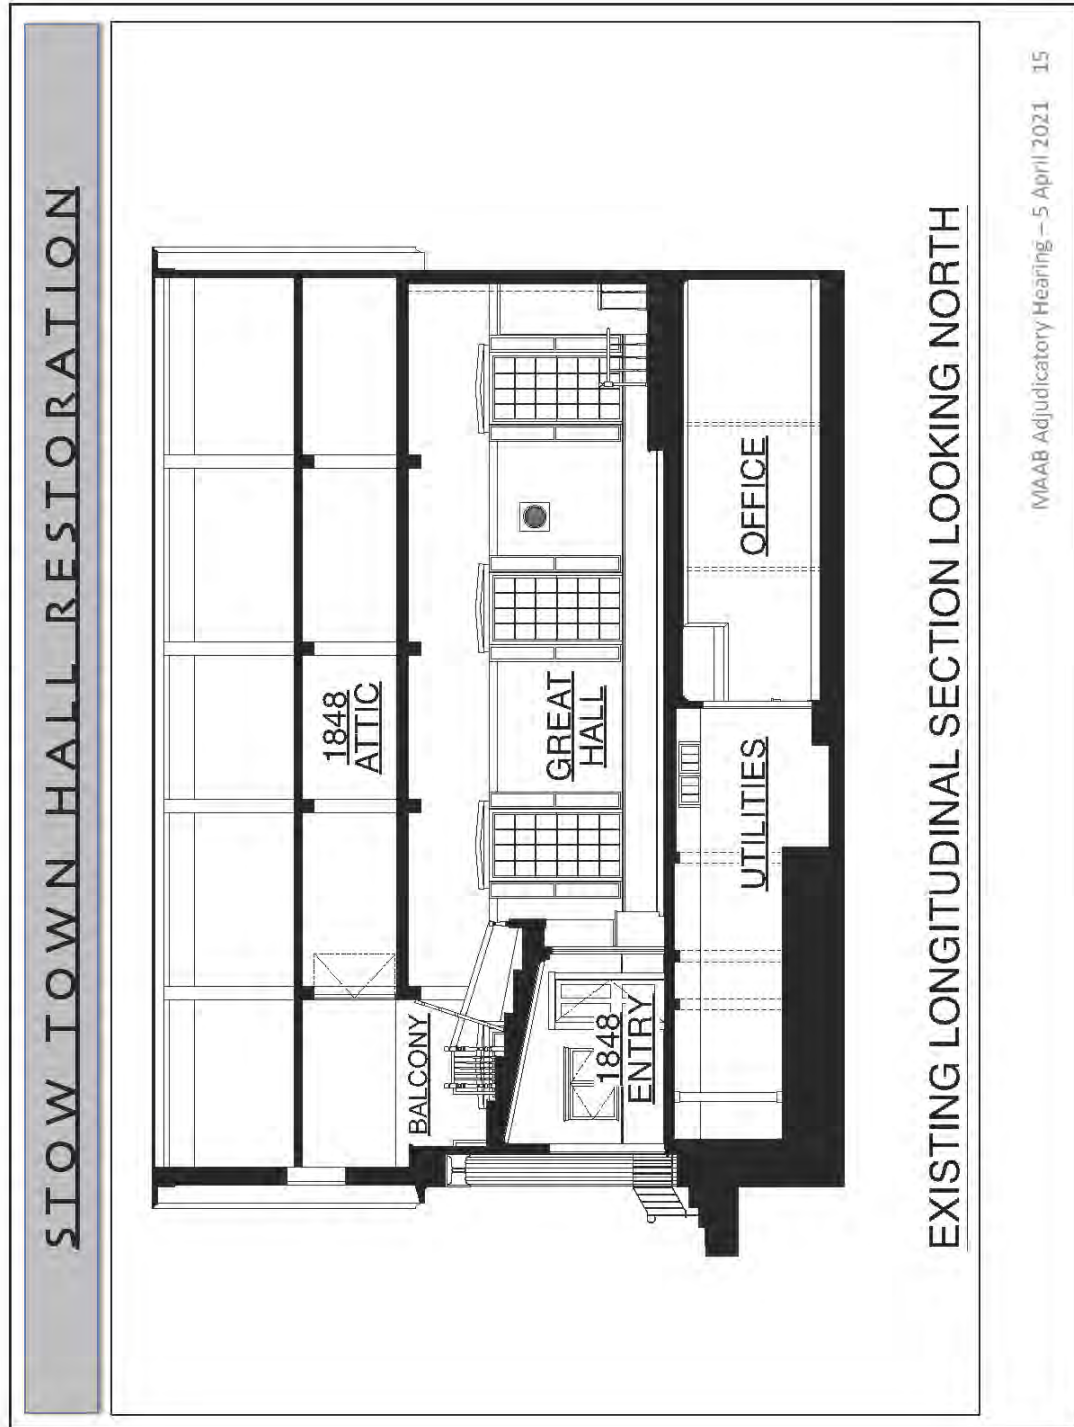 STOW TOWN HALL RESTORATION
1848
ATTIC
BALCONY
GREAT
HALL
1848
ENTRY
UTILITIES
OFFICE
EXISTING LONGITUDINAL SECTION LOOKING NORTH
MAAB Adjudicatory Hearing – 5 April 2021 15